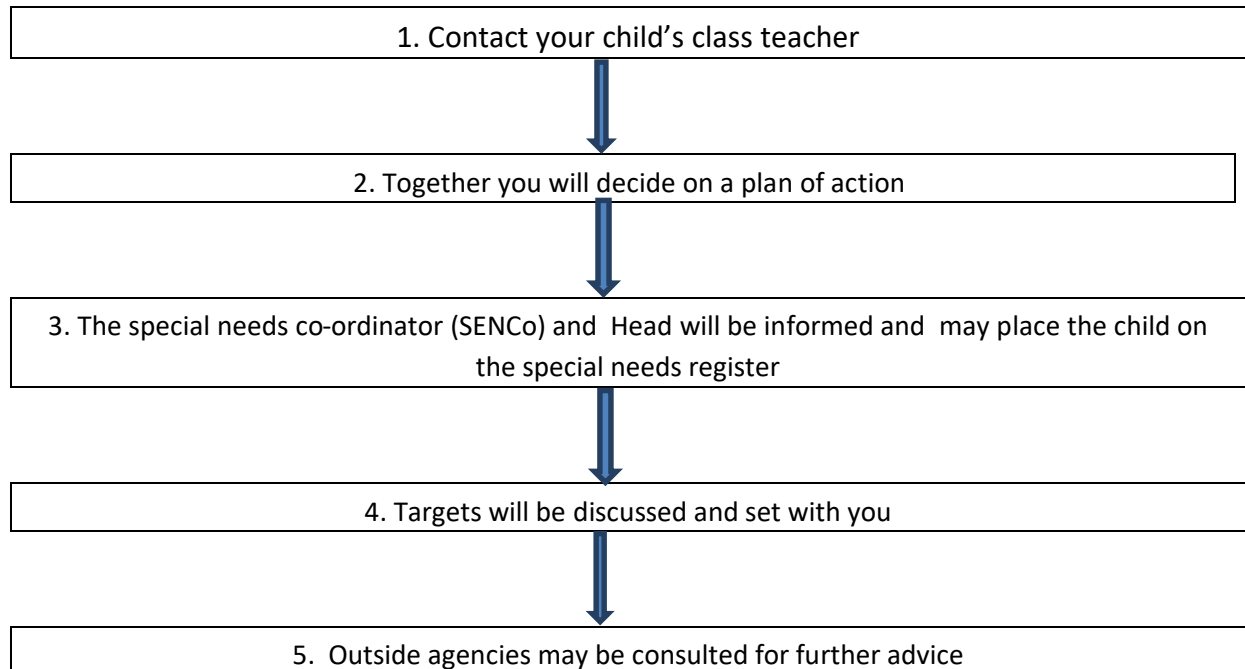 1. Contact your child’s class teacher
2. Together you will decide on a plan of action
3. The special needs co-ordinator (SENCo) and  Head will be informed and  may place the child on
the special needs register
4. Targets will be discussed and set with you
5.  Outside agencies may be consulted for further advice